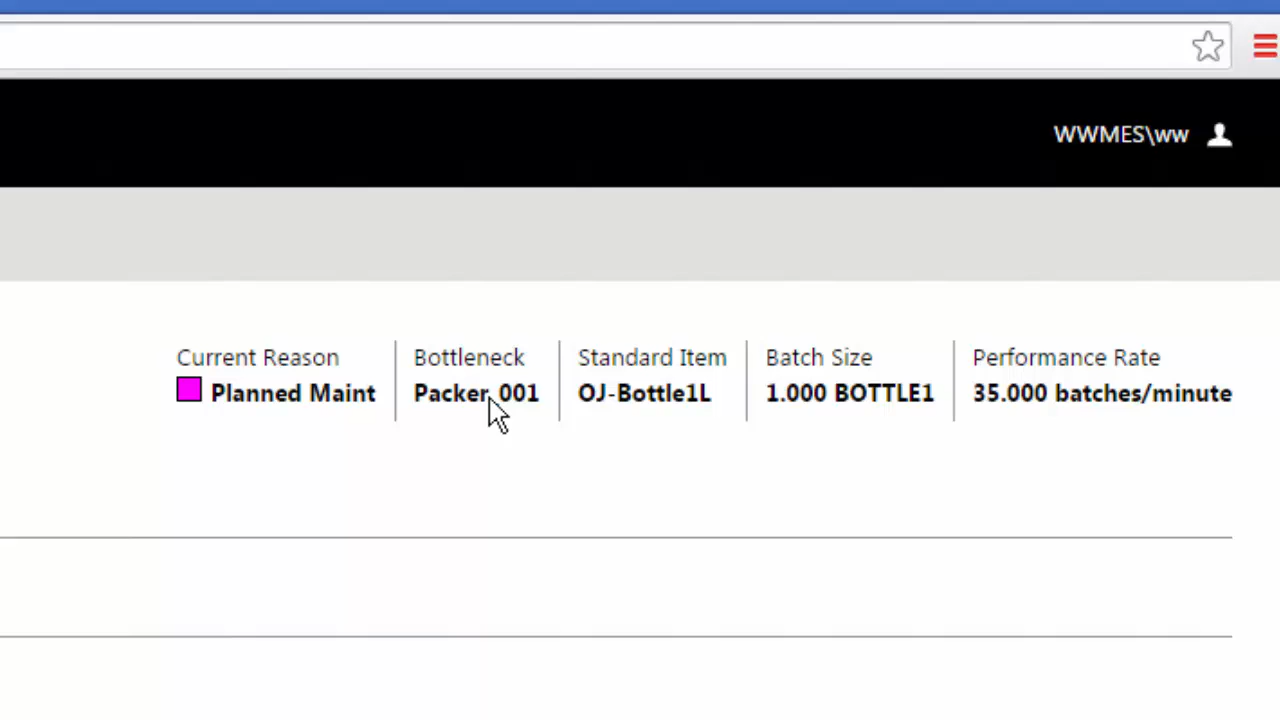 WWMES\ww
Current Reason Bottleneck Standard Item Batch Size Performance Rate
Planned Maint Packer 001 OJ-Bottle1L 1.000 BOTTLE1 35.000 batches/minute